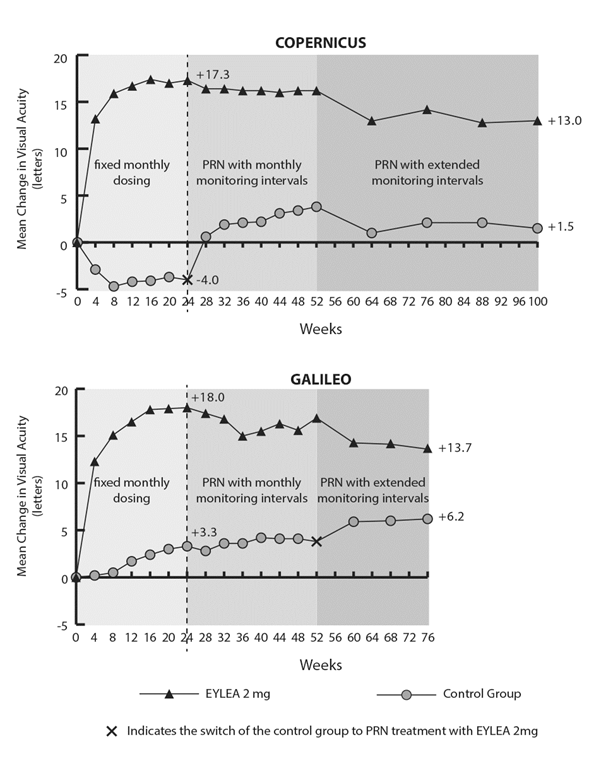 COPERNICUS
Mean Change in Visual Acuity
(letters)
20
15
10
5
0
-5
+17.3
+13.0
fixed monthly
dosing
PRN with monthly
monitoring intervals
PRN with extended
monitoring intervals
+1.5
-4.0
0 4 8 12 16 20 24 28 32 36 40 44 48 52 56 60 64 68 72 76 80 84 88 92 96 100
Weeks
GALILEO
Mean Change in Visual Acuity
(letters)
20
15
10
5
0
-5
+18.0
+13.7
fixed monthly
dosing
PRN with monthly
monitoring intervals
PRN with extended
monitoring intervals
+6.2
+3.3
0 4 8 12 16 20 24 28 32 36 40 44 48 52 56 60 64 68 72 76
Weeks
EYLEA 2 mg
Control Group
Indicates the switch of the control group to PRN treatment with EYLEA 2mg